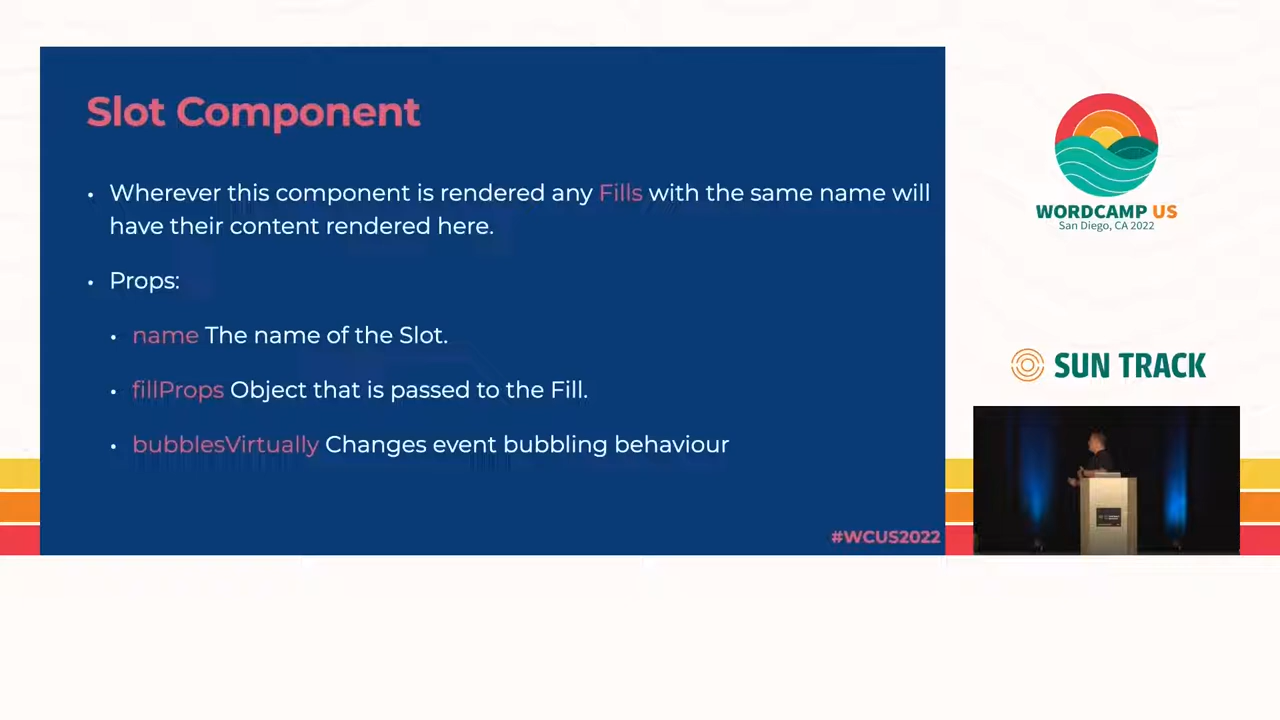 Slot Component
• Wherever this component is rendered any Fills with the same name will
have their content rendered here.
• Props:
• name The name of the Slot.
• fillProps Object that is passed to the Fill.
• bubblesVirtually Changes event bubbling behaviour
#WCUS2022
WORDCAMP US
San Diego, CA 2022
SUN TRACK